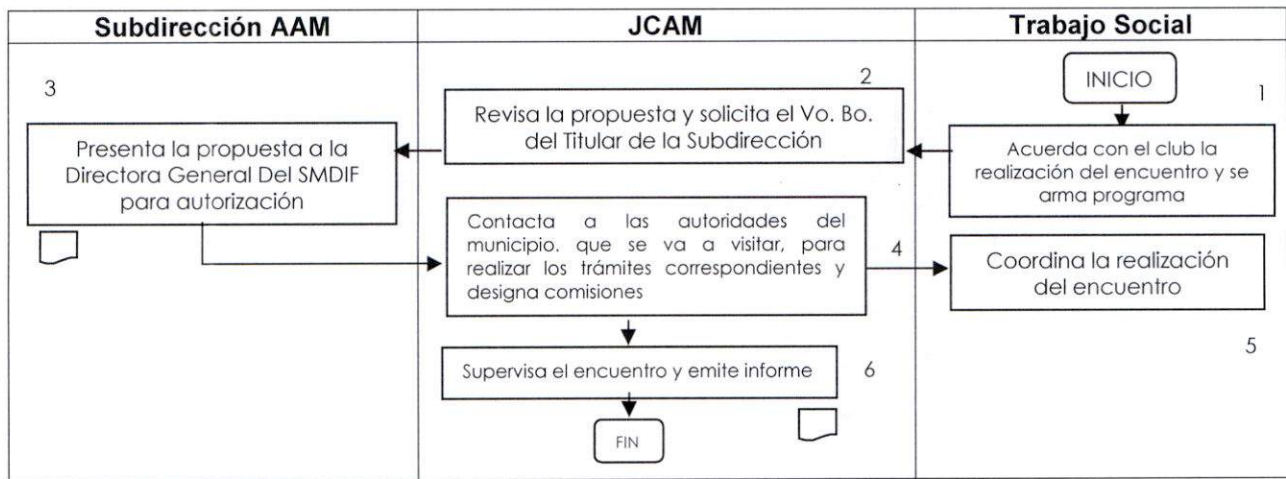 Subdirección AAM
JCAM
Trabajo Social
3
Presenta la propuesta a la
Directora General Del SMDIF
para autorización
2
Revisa la propuesta y solicita el Vo. Bo.
del Titular de la Subdirección
Contacta a las autoridades del
municipio. que se va a visitar, para
realizar los trámites correspondientes y
designa comisiones
4
Supervisa el encuentro y emite informe
6
FIN
INICIO
1
Acuerda con el club la
realización del encuentro y se
arma programa
Coordina la realización
del encuentro
5